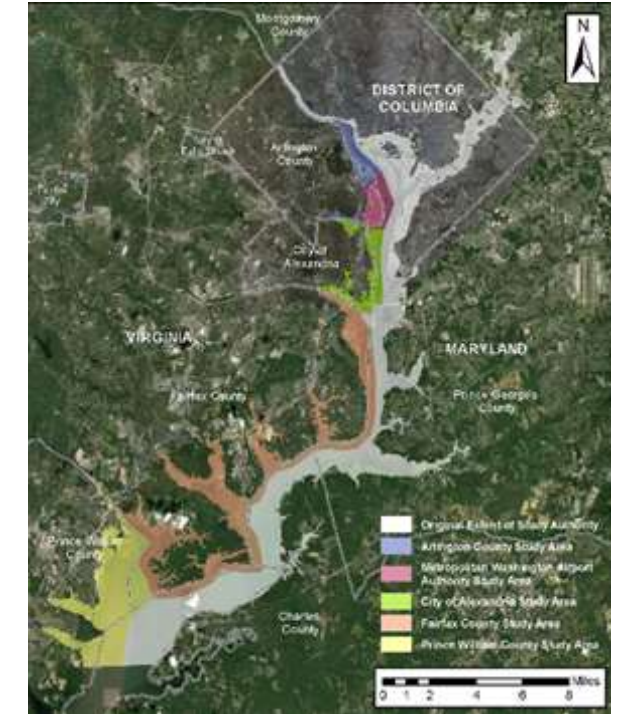 Montgomery
County
N
DISTRICT OF
COLUMBIA
Arlington
County
City of
Alexandria
VIRGINIA
MARYLAND
Fairfax County
Prince George's
County
Prince William
County
Charles
County
Original Extent of Study Authority
Arlington County Study Area
Metropolitan Washington Airport
Authority Study Area
City of Alexandria Study Area
Fairfax County Study Area
Prince William County Study Area
Miles
0 1 2 4 6 8